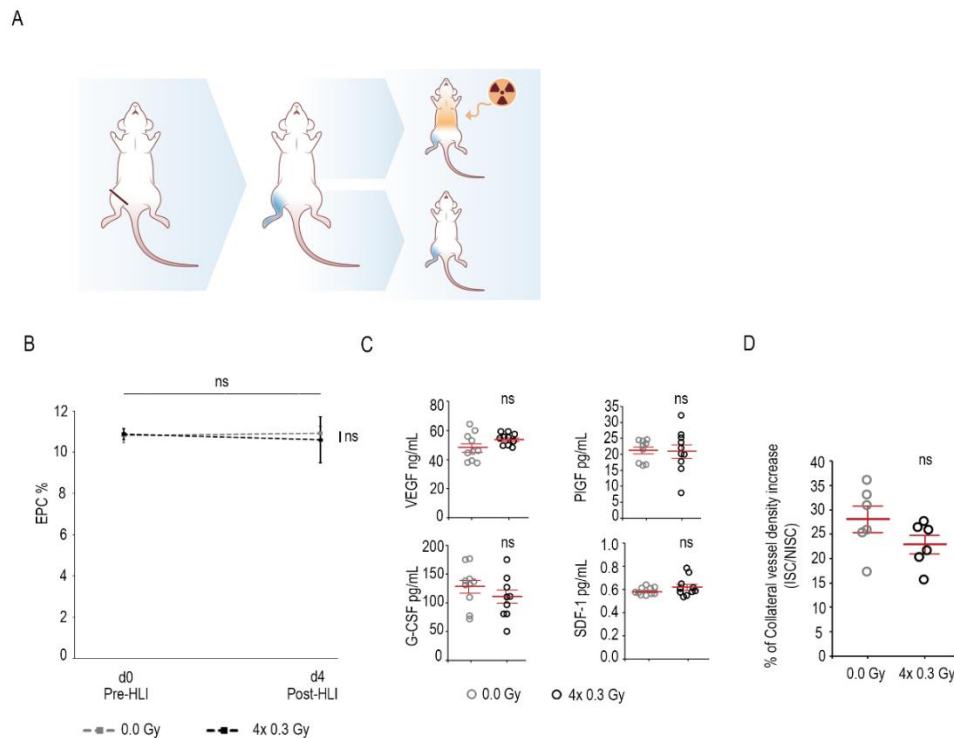 A
B
ns
12
10
8
6
4
2
0
EPC %
ns
d0
Pre-HLI
d4
Post-HLI
0.0 Gy
4x 0.3 Gy
C
ns
80
60
40
20
0
VEGF ng/mL
ns
35
30
25
20
15
10
5
0
PlGF pg/mL
ns
200
150
100
50
0
G-CSF pg/mL
ns
1.0
0.8
0.6
0.4
0.2
0.0
SDF-1 pg/mL
0.0 Gy
4x 0.3 Gy
D
ns
40
35
30
25
20
15
10
5
0
% of Collateral vessel density increase
(ISC/NISC)
0.0 Gy
4x 0.3 Gy